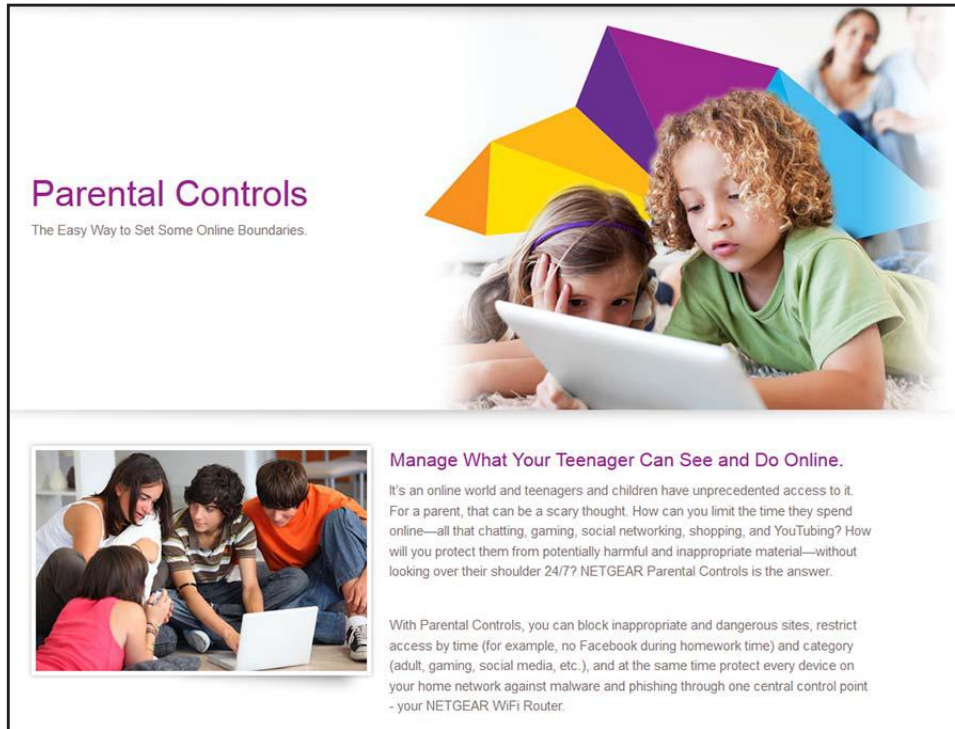 Parental Controls
The Easy Way to Set Some Online Boundaries.
Manage What Your Teenager Can See and Do Online.
It's an online world and teenagers and children have unprecedented access to it.
For a parent, that can be a scary thought. How can you limit the time they spend
online—all that chatting, gaming, social networking, shopping, and YouTubing? How
will you protect them from potentially harmful and inappropriate material—without
looking over their shoulder 24/7? NETGEAR Parental Controls is the answer.
With Parental Controls, you can block inappropriate and dangerous sites, restrict
access by time (for example, no Facebook during homework time) and category
(adult, gaming, social media, etc.), and at the same time protect every device on
your home network against malware and phishing through one central control point
- your NETGEAR WiFi Router.